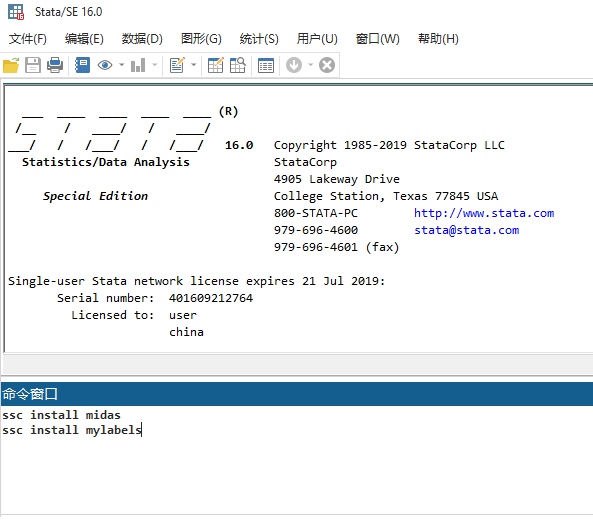 Stata/SE 16.0
文件(F) 编辑(E) 数据(D) 图形(G) 统计(S) 用户(U) 窗口(W) 帮助(H)
___ ____ ____ ____ ____ (R)
/__ / ____/ / ____/
___/ / /___/ / /___/ 16.0 Copyright 1985-2019 StataCorp LLC
Statistics/Data Analysis StataCorp
4905 Lakeway Drive
Special Edition College Station, Texas 77845 USA
800-STATA-PC http://www.stata.com
979-696-4600 stata@stata.com
979-696-4601 (fax)
Single-user Stata network license expires 21 Jul 2019:
Serial number: 401609212764
Licensed to: user
china
命令窗口
ssc install midas
ssc install mylabels